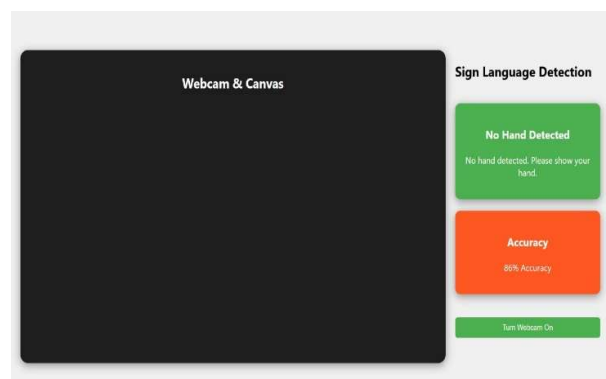 Webcam & Canvas
Sign Language Detection
No Hand Detected
No hand detected. Please show your
hand.
Accuracy
86% Accuracy
Turn Webcam On